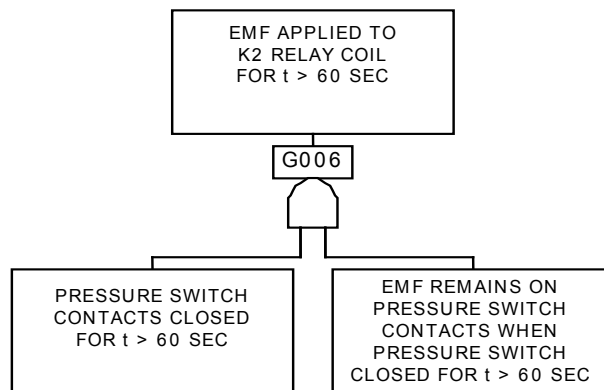 EMF APPLIED TO
K2 RELAY COIL
FOR t > 60 SEC
G006
PRESSURE SWITCH
CONTACTS CLOSED
FOR t > 60 SEC
EMF REMAINS ON
PRESSURE SWITCH
CONTACTS WHEN
PRESSURE SWITCH
CLOSED FOR t > 60 SEC